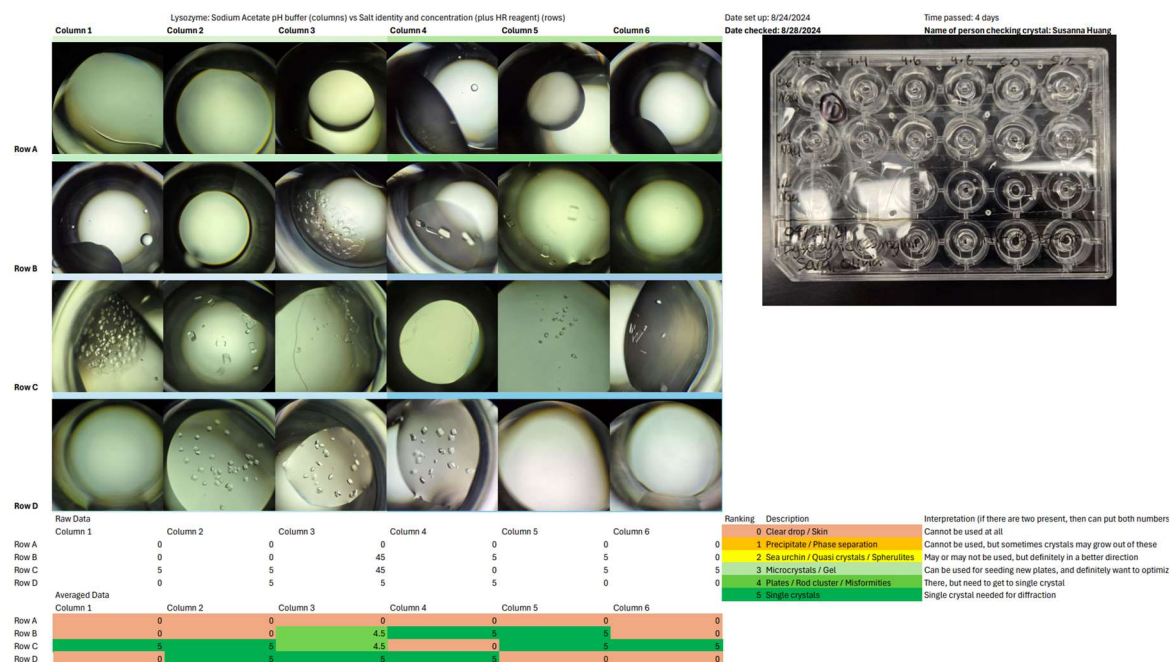 Lysozyme: Sodium Acetate pH buffer (columns) vs Salt identity and concentration (plus HR reagent) (rows)
Date set up: 8/24/2024
Time passed: 4 days
Column 1 Column 2 Column 3 Column 4 Column 5 Column 6
Date checked: 8/28/2024
Name of person checking crystal: Susanna Huang
4.4 4.6 4.8 5.0 5.2
Row A
Row B
Row C
Row D
Raw Data
Column 1 Column 2 Column 3 Column 4 Column 5 Column 6
Row A 0 0 0 0 0 0
Row B 0 0 45 5 5 0
Row C 5 5 45 0 5 5
Row D 0 5 5 5 0 0
Averaged Data
Column 1 Column 2 Column 3 Column 4 Column 5 Column 6
Row A 0 0 0 0 0 0
Row B 0 0 4.5 5 5 0
Row C 5 5 4.5 0 5 5
Row D 0 5 5 5 0 0
Ranking Description Interpretation (if there are two present, then can put both numbers
0 Clear drop / Skin Cannot be used at all
1 Precipitate / Phase separation Cannot be used, but sometimes crystals may grow out of these
2 Sea urchin / Quasi crystals / Spherulites May or may not be used, but definitely in a better direction
3 Microcrystals / Gel Can be used for seeding new plates, and definitely want to optimiz
4 Plates / Rod cluster / Misformities There, but need to get to single crystal
5 Single crystals Single crystal needed for diffraction